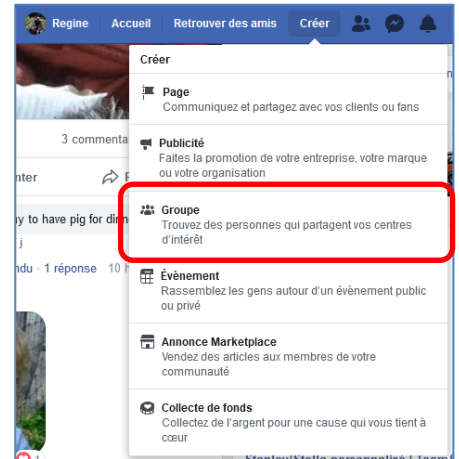 Regine Accueil Retrouver des amis Créer
Créer
Page
Communiquez et partagez avec vos clients ou fans
3 commenta
Publicité
Faites la promotion de votre entreprise, votre marque
ou votre organisation
nter
Groupe
Trouvez des personnes qui partagent vos centres
d'intérêt
y to have pig for dinn
j
ndu · 1 réponse 10 h
Évènement
Rassemblez les gens autour d'un évènement public
ou privé
Annonce Marketplace
Vendez des articles aux membres de votre
communauté
Collecte de fonds
Collectez de l'argent pour une cause qui vous tient à
cœur
1